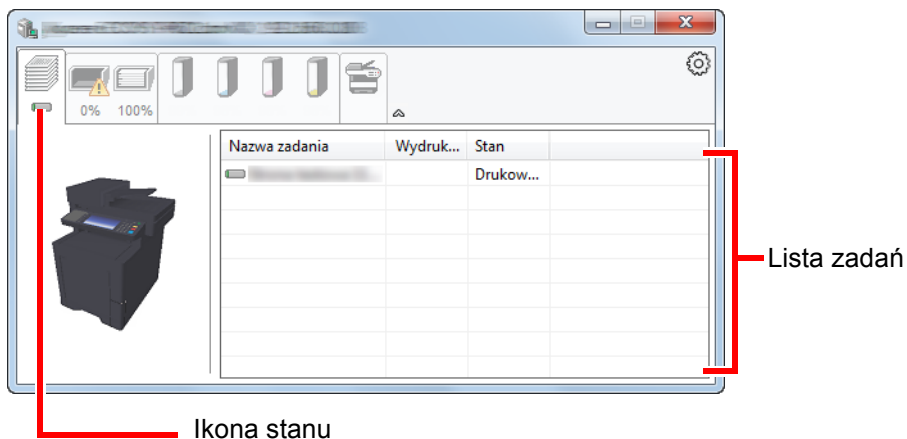 0% 100%
Nazwa zadania Wydruk... Stan
Drukow...
Lista zadań
Ikona stanu